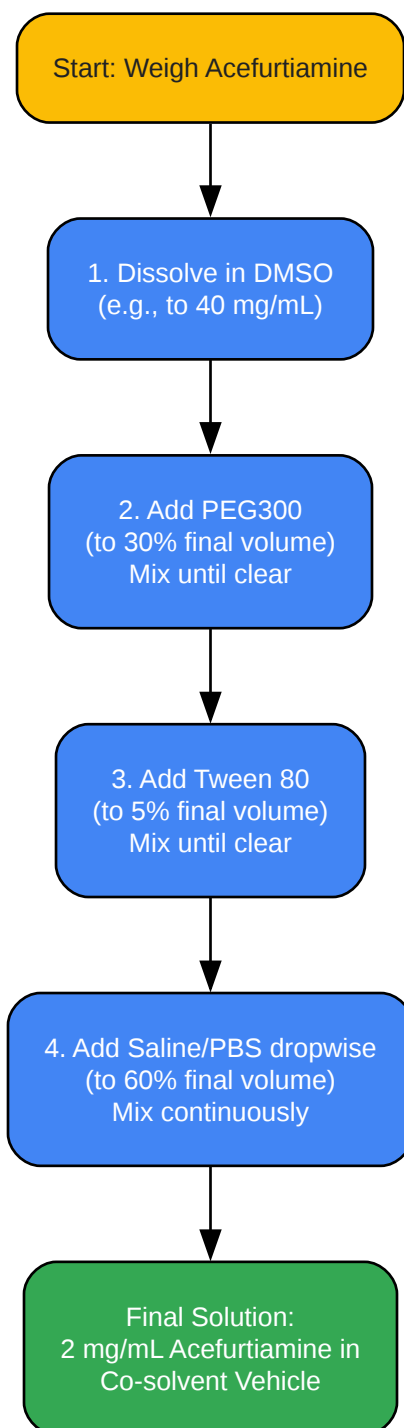 Start: Weigh Acefurtiamine
1. Dissolve in DMSO
(e.g., to 40 mg/mL)
2. Add PEG300
(to 30% final volume)
Mix until clear
3. Add Tween 80
(to 5% final volume)
Mix until clear
4. Add Saline/PBS dropwise
(to 60% final volume)
Mix continuously
Final Solution:
2 mg/mL Acefurtiamine in
Co-solvent Vehicle